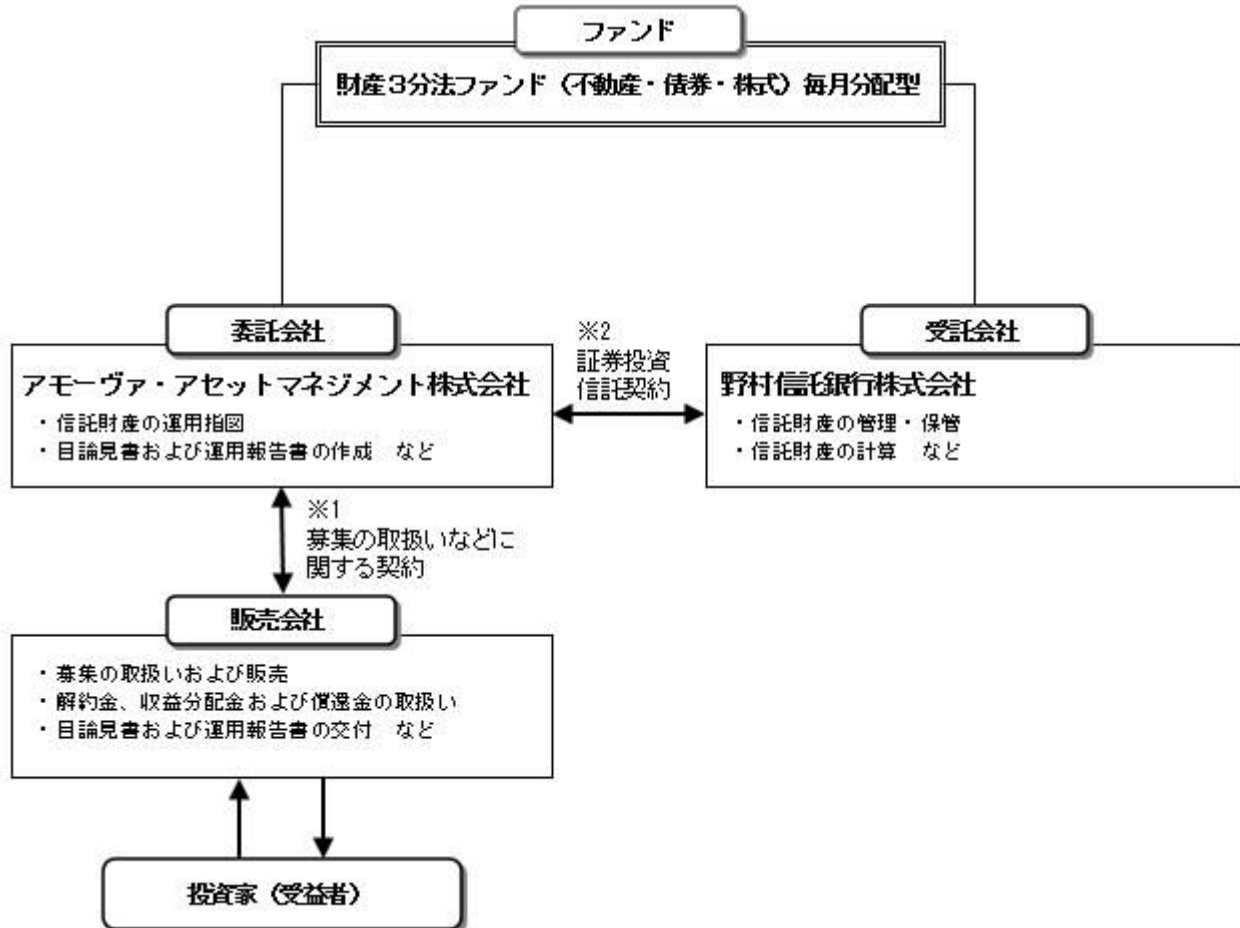 ファンド
財産3分法ファンド（不動産・債券・株式）毎月分配型
委託会社
アモーヴァ・アセットマネジメント株式会社
・信託財産の運用指図
・目論見書および運用報告書の作成　など
※2
証券投資
信託契約
受託会社
野村信託銀行株式会社
・信託財産の管理・保管
・信託財産の計算　など
※1
募集の取扱いなどに
関する契約
販売会社
・募集の取扱いおよび販売
・解約金、収益分配金および償還金の取扱い
・目論見書および運用報告書の交付　など
投資家（受益者）